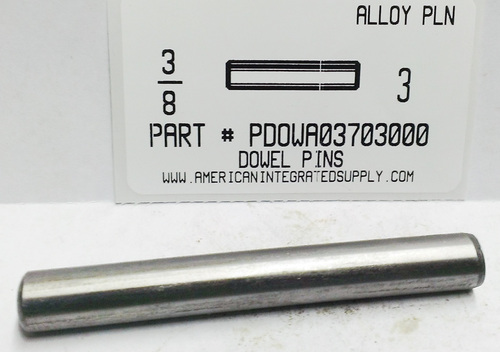 ALLOY PLN
3/8
3
PART # PDOWA03703000
DOWEL PINS
WWW.AMERICANINTEGRATEDSUPPLY.COM